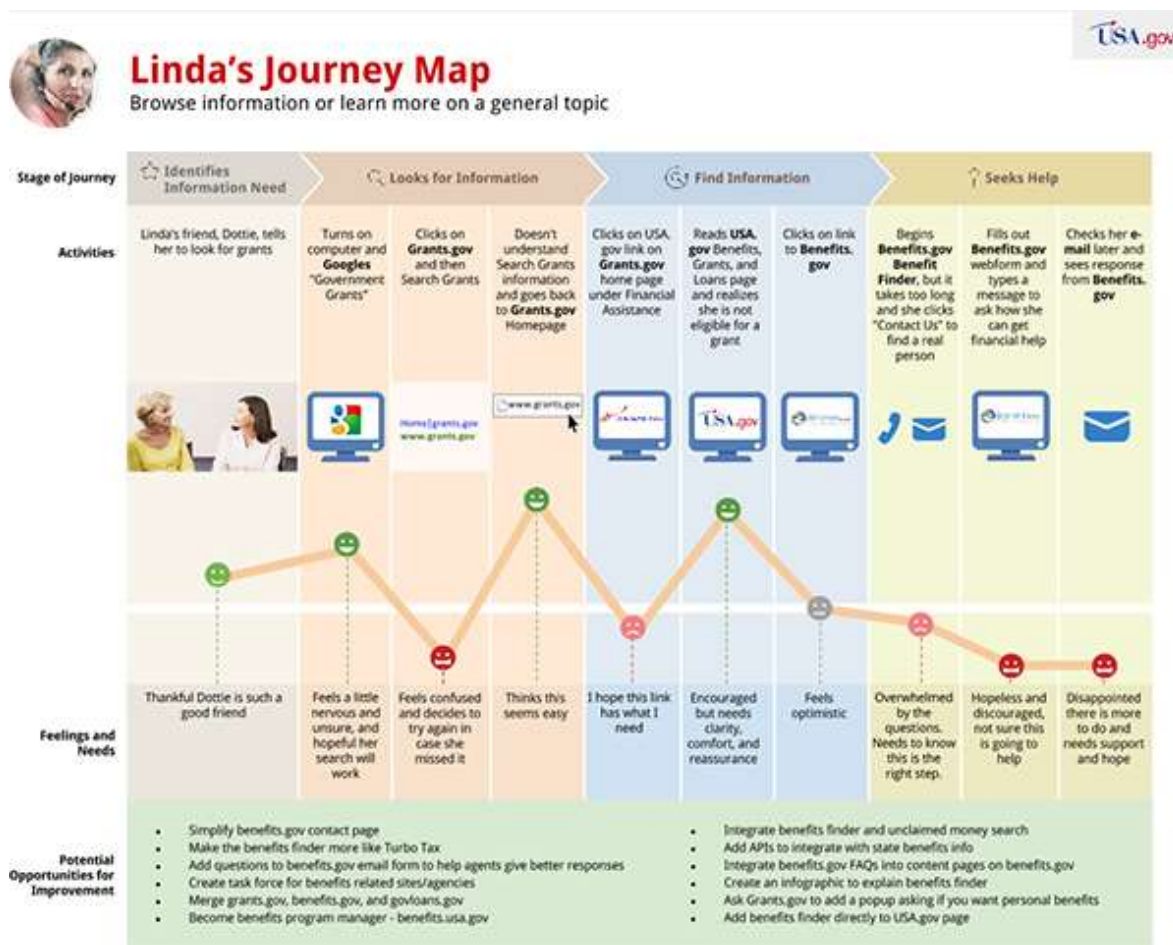 USA.gov
Linda's Journey Map
Browse information or learn more on a general topic
Stage of Journey
Identifies
Information Need
Looks for Information
Find Information
Seeks Help
Activities
Linda's friend, Dottie, tells
her to look for grants
Turns on
computer and
Googles
"Government
Grants"
Clicks on
Grants.gov
and then
Search Grants
Doesn't
understand
Search Grants
information
and goes back
to Grants.gov
Homepage
Clicks on USA.
gov link on
Grants.gov
home page
under Financial
Assistance
Reads USA.
gov Benefits,
Grants, and
Loans page
and realizes
she is not
eligible for a
grant
Clicks on link
to Benefits.
gov
Begins
Benefits.gov
Benefit
Finder, but it
takes too long
and she clicks
"Contact Us" to
find a real
person
Fills out
Benefits.gov
webform and
types a
message to
ask how she
can get
financial help
Checks her e-
mail later and
sees response
from Benefits.
gov
Home|grants.gov
www.grants.gov
www.grants.gov
USA.gov
Feelings and
Needs
Thankful Dottie is such a
good friend
Feels a little
nervous and
unsure, and
hopeful her
search will
work
Feels confused
and decides to
try again in
case she
missed it
Thinks this
seems easy
I hope this link
has what I
need
Encouraged
but needs
clarity,
comfort, and
reassurance
Feels
optimistic
Overwhelmed
by the
questions.
Needs to know
this is the
right step.
Hopeless and
discouraged,
not sure this
is going to
help
Disappointed
there is more
to do and
needs support
and hope
Potential
Opportunities for
Improvement
• Simplify benefits.gov contact page
• Make the benefits finder more like Turbo Tax
• Add questions to benefits.gov email form to help agents give better responses
• Create task force for benefits related sites/agencies
• Merge grants.gov, benefits.gov, and govloans.gov
• Become benefits program manager - benefits.usa.gov
• Integrate benefits finder and unclaimed money search
• Add APIs to integrate with state benefits info
• Integrate benefits.gov FAQs into content pages on benefits.gov
• Create an infographic to explain benefits finder
• Ask Grants.gov to add a popup asking if you want personal benefits
• Add benefits finder directly to USA.gov page